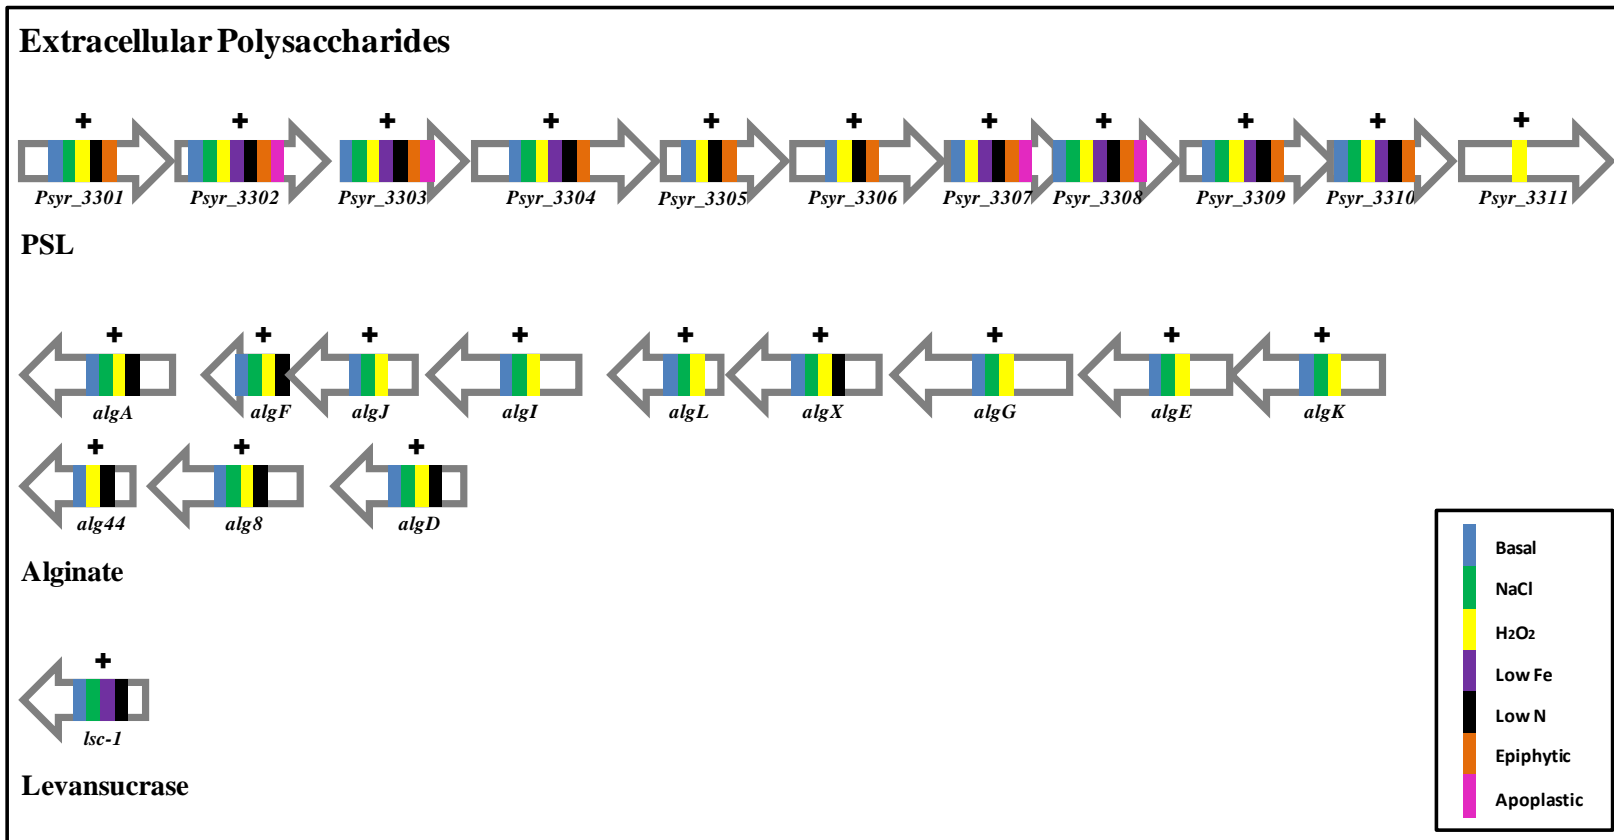 Extracellular Polysaccharides
+ + + + + + + + + + +
Psyr_3301 Psyr_3302 Psyr_3303 Psyr_3304 Psyr_3305 Psyr_3306 Psyr_3307 Psyr_3308 Psyr_3309 Psyr_3310 Psyr_3311
PSL
+ + + + + + + + +
algA algF algJ algI algL algX algG algE algK
+ + +
alg44 alg8 algD
Alginate
+
lsc-1
Levansucrase
Basal
NaCl
H2O2
Low Fe
Low N
Epiphytic
Apoplastic